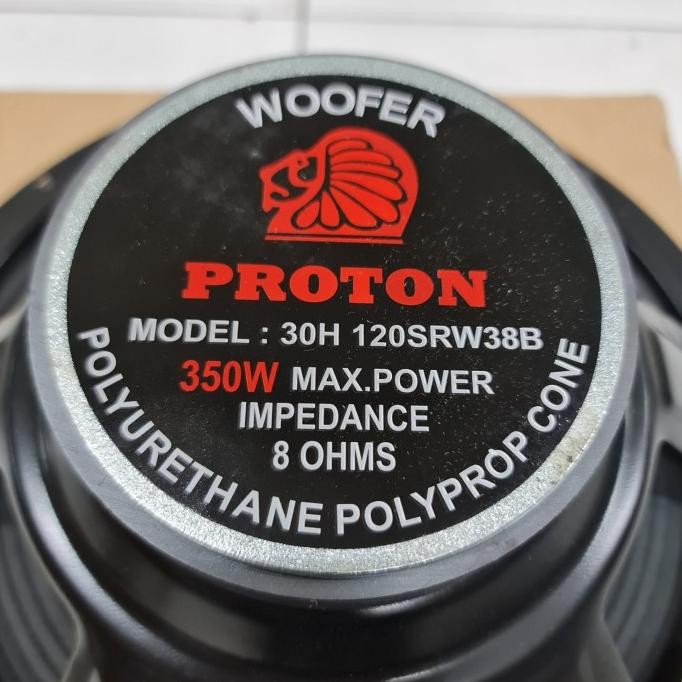 WOOFER
PROTON
MODEL : 30H 120SRW38B
350W MAX.POWER
IMPEDANCE
8 OHMS
POLYURETHANE POLYPROP CONE